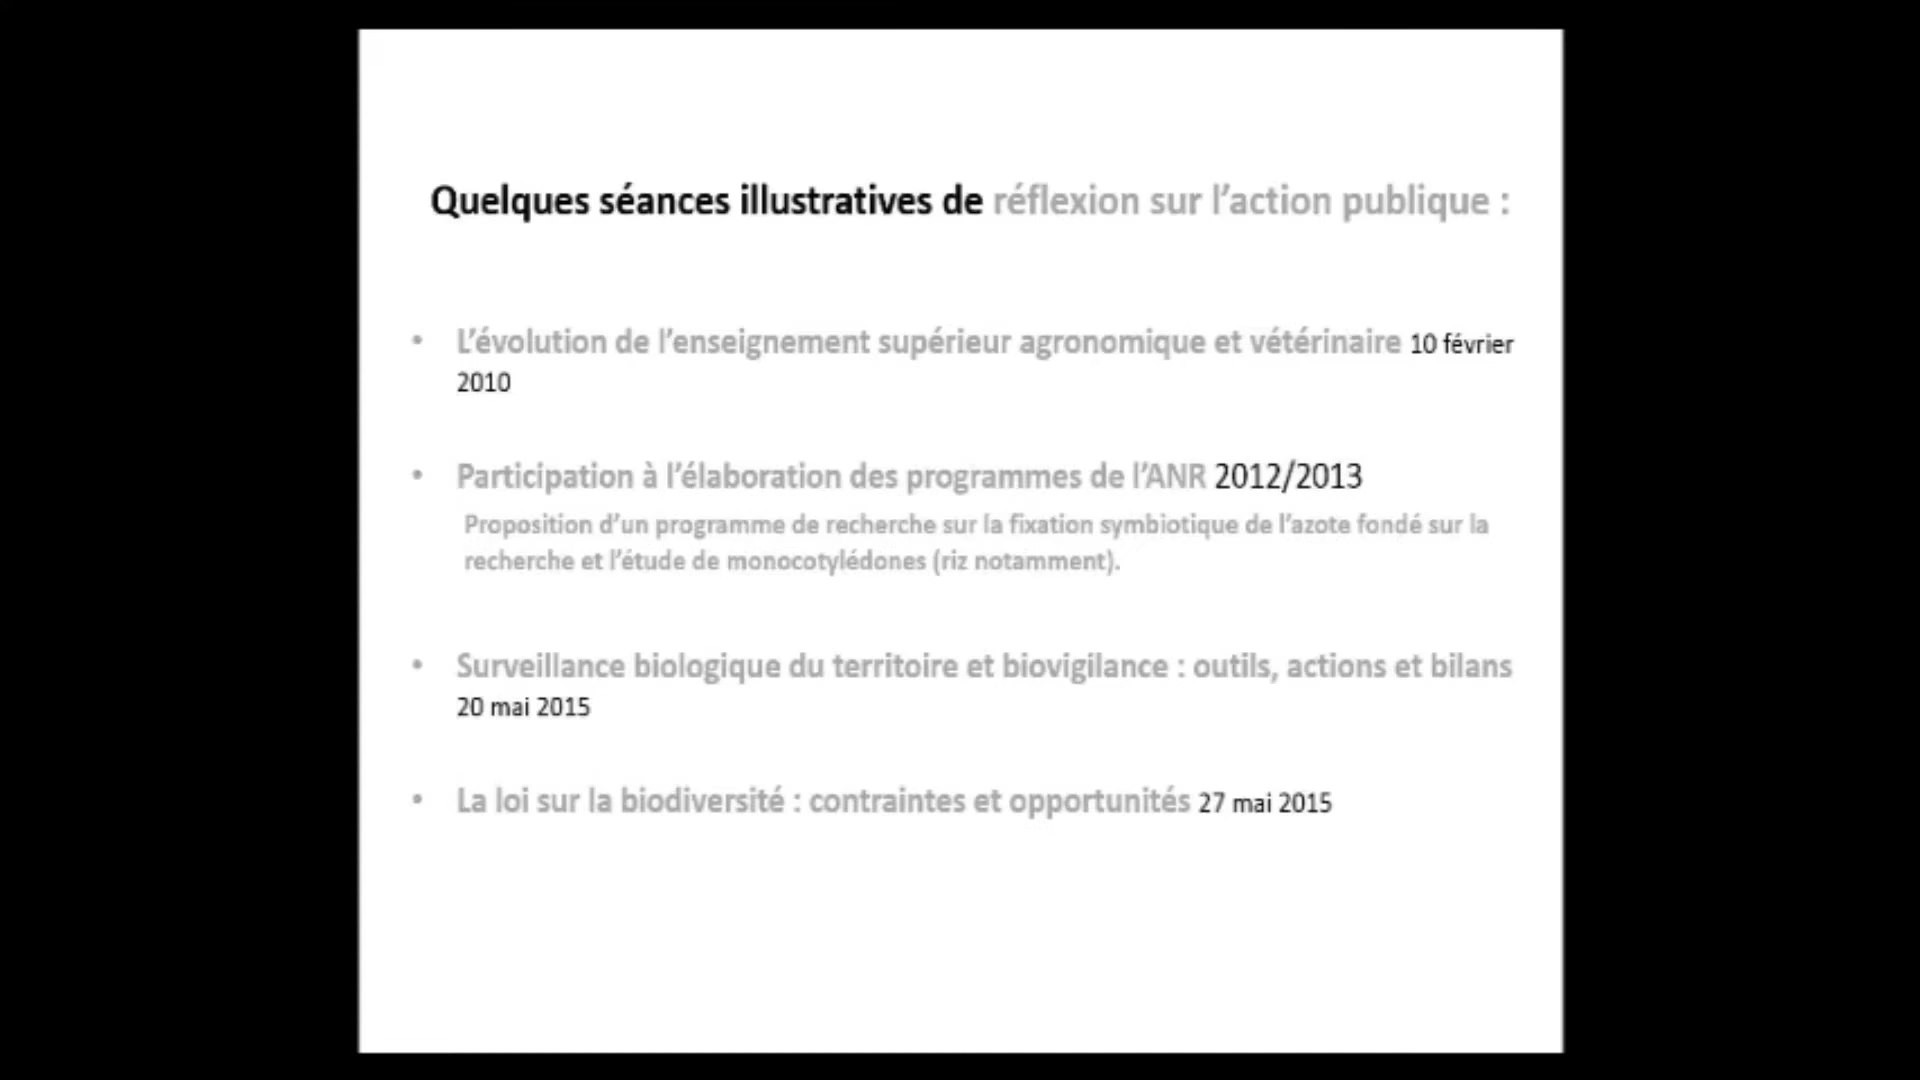 Quelques séances illustratives de réflexion sur l’action publique :
• L’évolution de l’enseignement supérieur agronomique et vétérinaire 10 février
2010
• Participation à l’élaboration des programmes de l’ANR 2012/2013
Proposition d’un programme de recherche sur la fixation symbiotique de l’azote fondé sur la
recherche et l’étude de monocotylédones (riz notamment).
• Surveillance biologique du territoire et biovigilance : outils, actions et bilans
20 mai 2015
• La loi sur la biodiversité : contraintes et opportunités 27 mai 2015